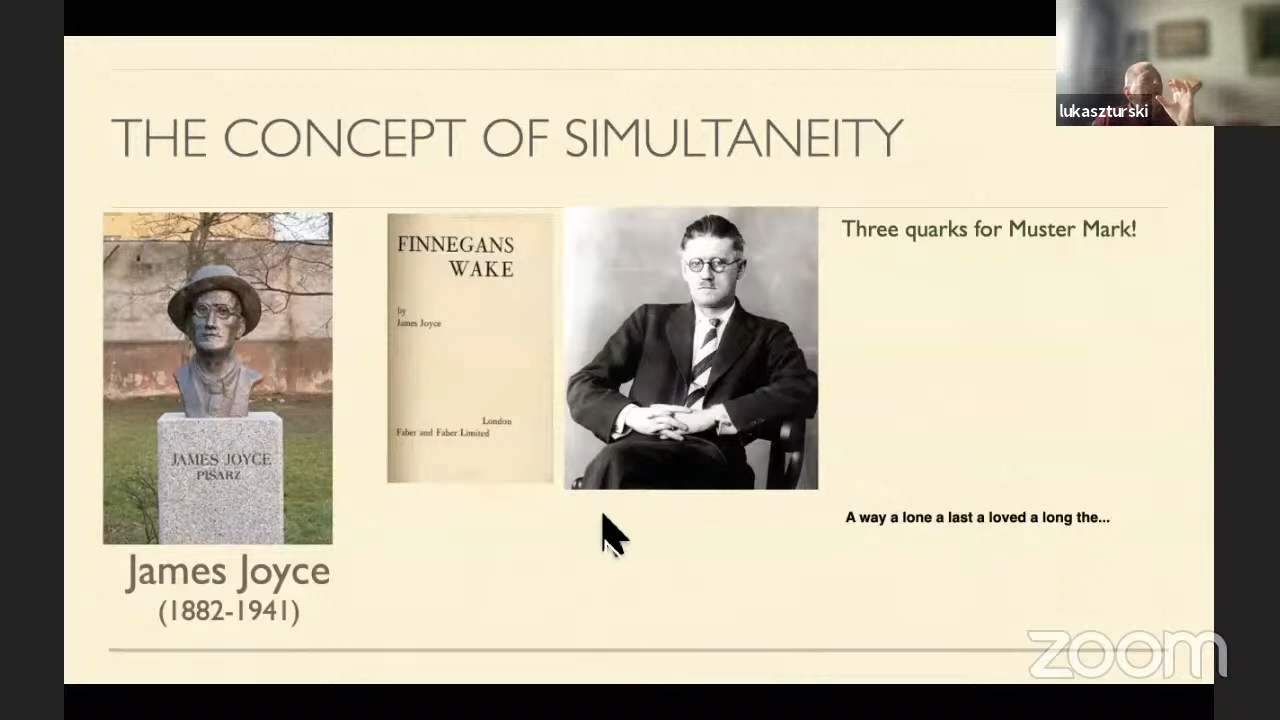 lukaszturski
THE CONCEPT OF SIMULTANEITY
FINNEGANS
WAKE
by
James Joyce
London
Faber and Faber Limited
Three quarks for Muster Mark!
JAMES JOYCE
PISARZ
A way a lone a last a loved a long the...
James Joyce
(1882-1941)
zoom